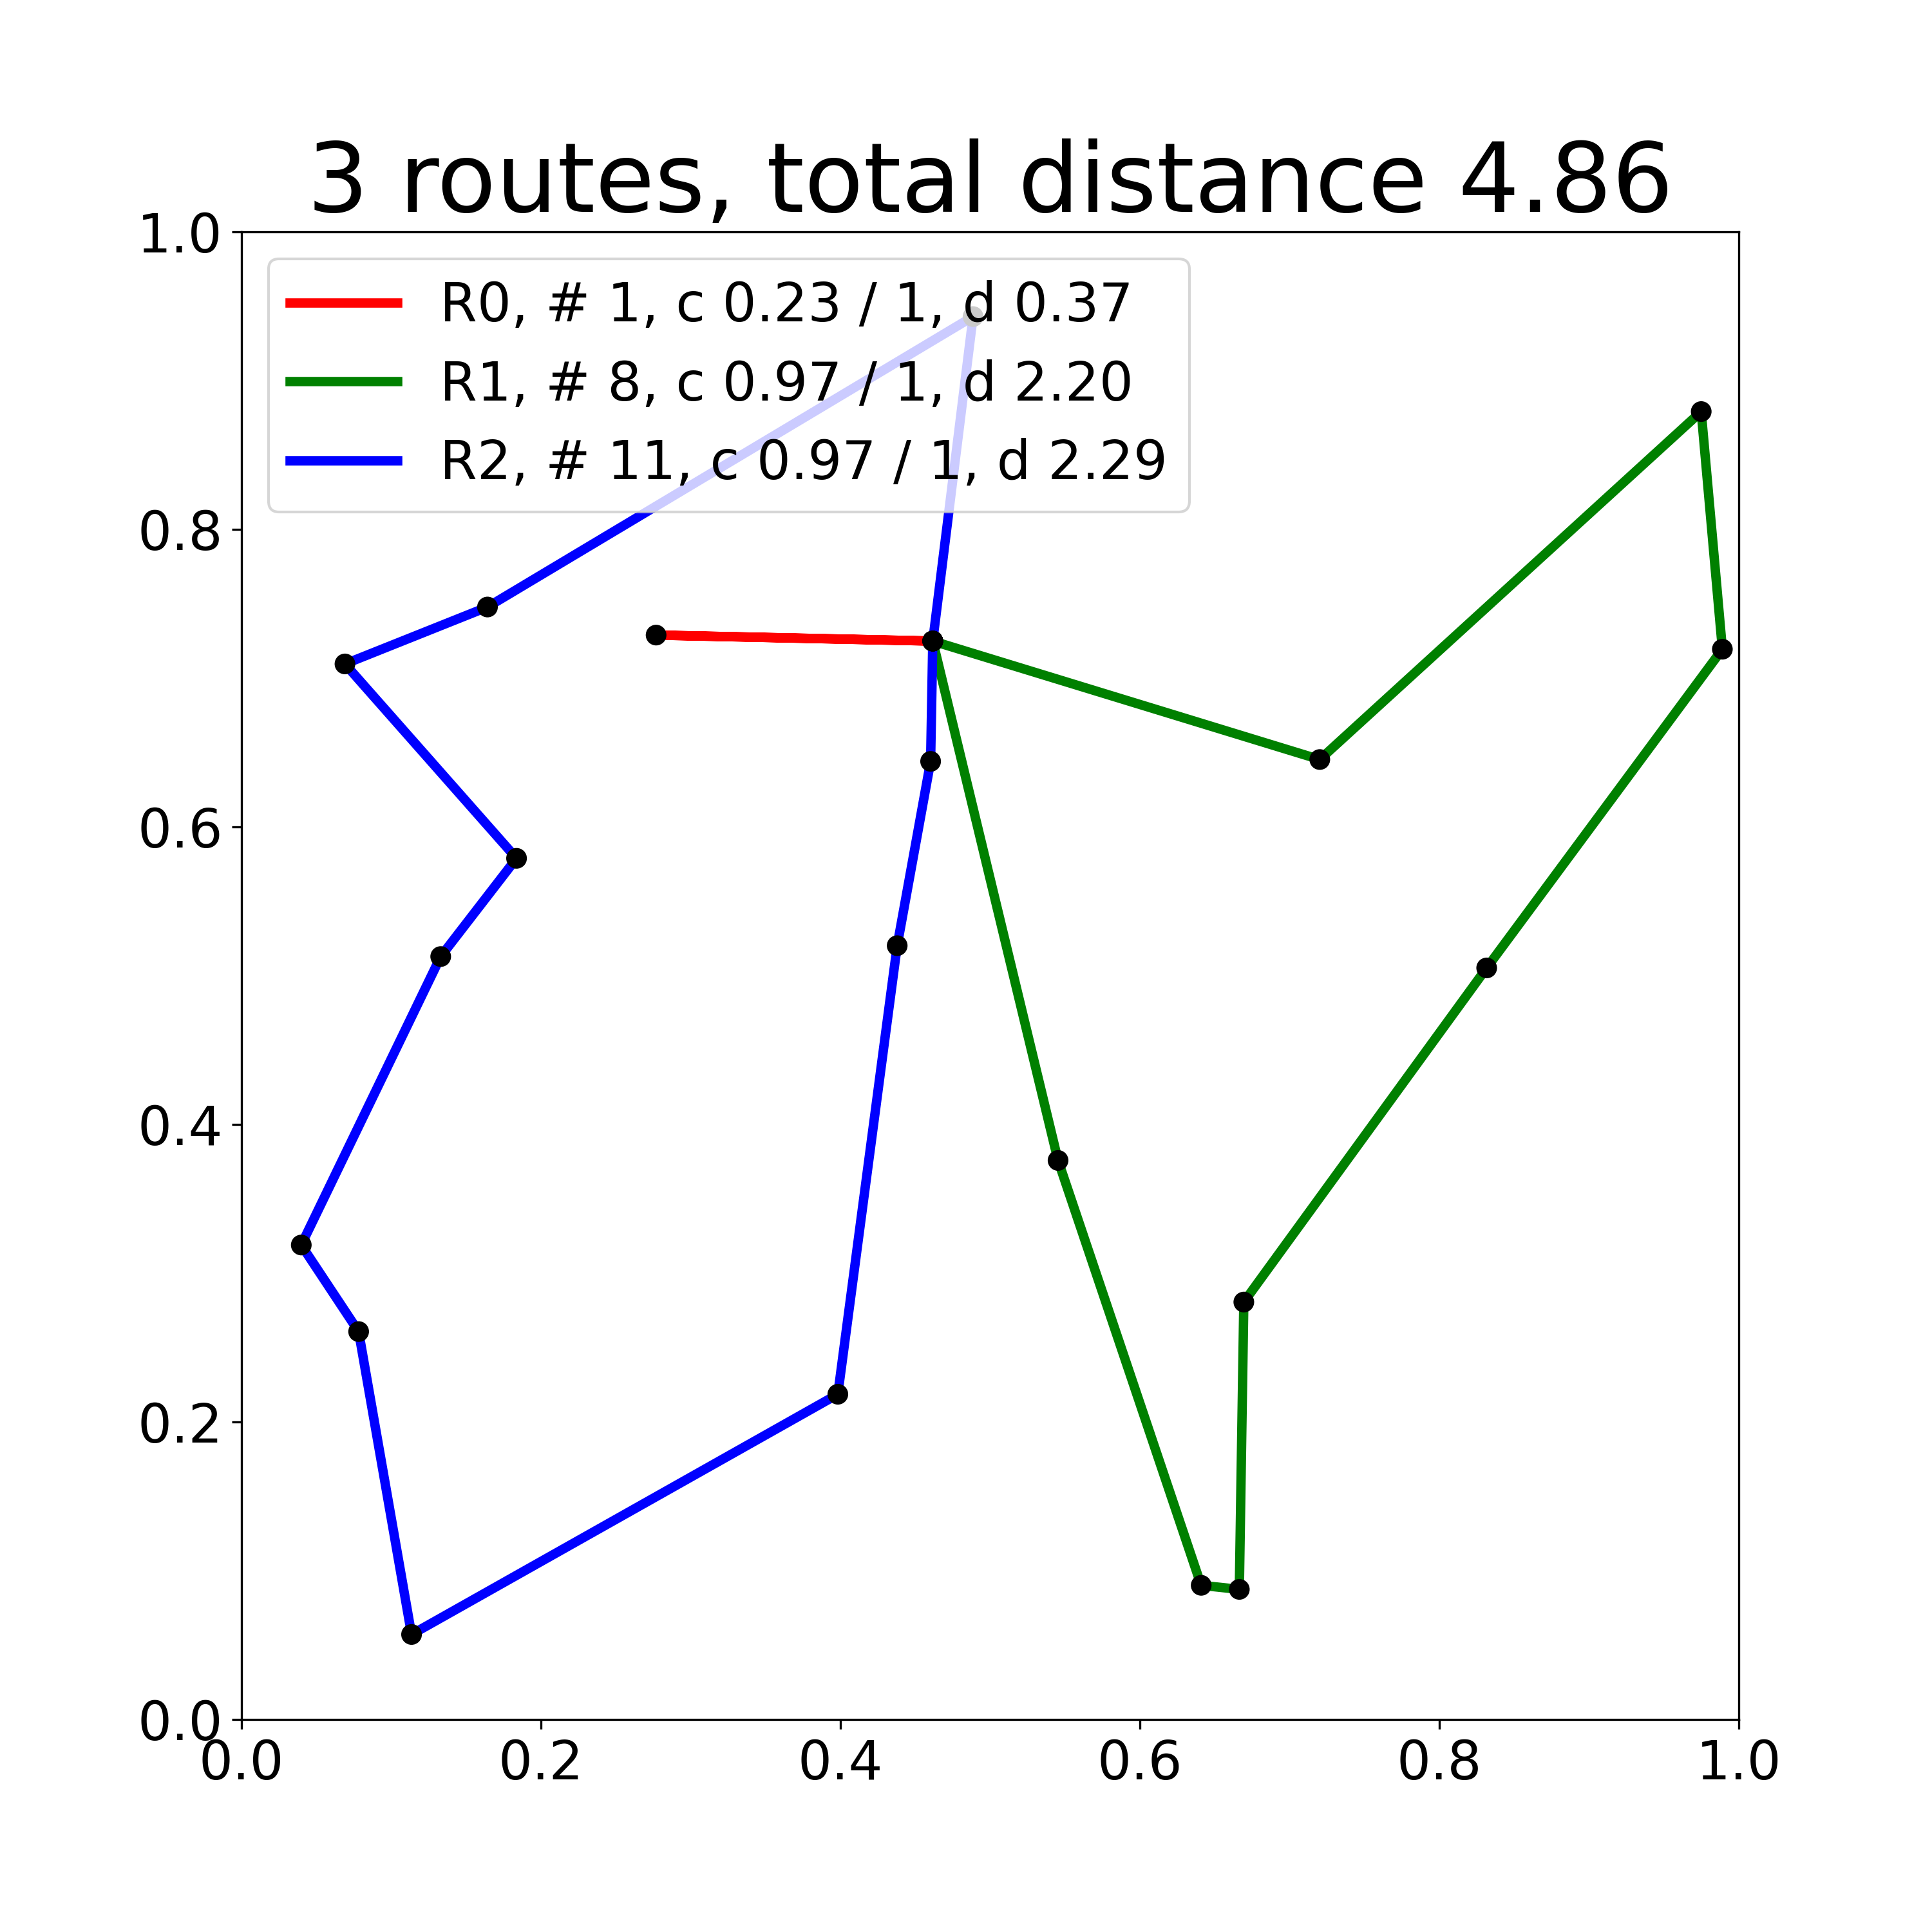 3 routes, total distance 4.86
1.0
R0, # 1, c 0.23 / 1, d 0.37
R1, # 8, c 0.97 / 1, d 2.20
R2, # 11, c 0.97 / 1, d 2.29
0.8
0.6
0.4
0.2
0.0
0.0 0.2 0.4 0.6 0.8 1.0